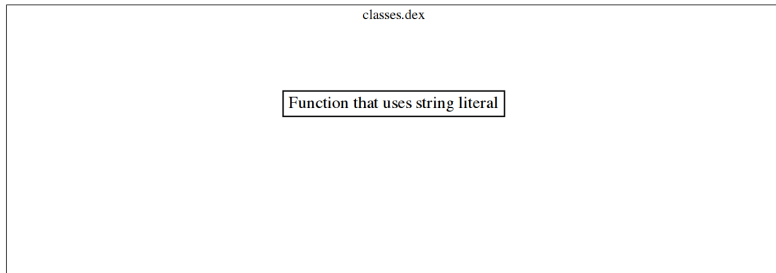 classes.dex
Function that uses string literal